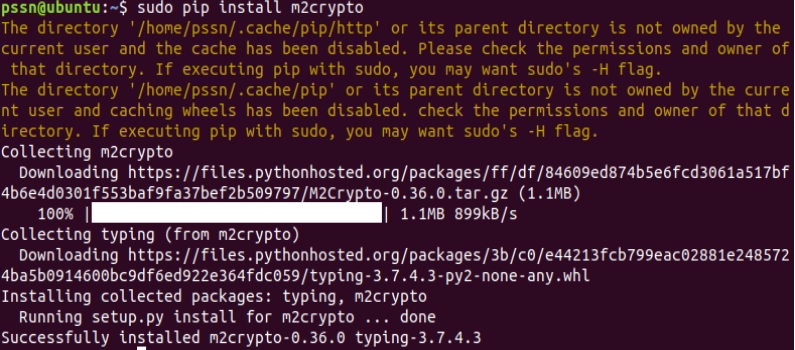 pssn@ubuntu:~$ sudo pip install m2crypto
The directory '/home/pssn/.cache/pip/http' or its parent directory is not owned by the
current user and the cache has been disabled. Please check the permissions and owner of
that directory. If executing pip with sudo, you may want sudo's -H flag.
The directory '/home/pssn/.cache/pip' or its parent directory is not owned by the curre
nt user and caching wheels has been disabled. check the permissions and owner of that d
irectory. If executing pip with sudo, you may want sudo's -H flag.
Collecting m2crypto
  Downloading https://files.pythonhosted.org/packages/ff/df/84609ed874b5e6fcd3061a517bf
4b6e4d0301f553baf9fa37bef2b509797/M2Crypto-0.36.0.tar.gz (1.1MB)
    100% |████████████████████████████████| 1.1MB 899kB/s
Collecting typing (from m2crypto)
  Downloading https://files.pythonhosted.org/packages/3b/c0/e44213fcb799eac02881e248572
4ba5b0914600bc9df6ed922e364fdc059/typing-3.7.4.3-py2-none-any.whl
Installing collected packages: typing, m2crypto
  Running setup.py install for m2crypto ... done
Successfully installed m2crypto-0.36.0 typing-3.7.4.3